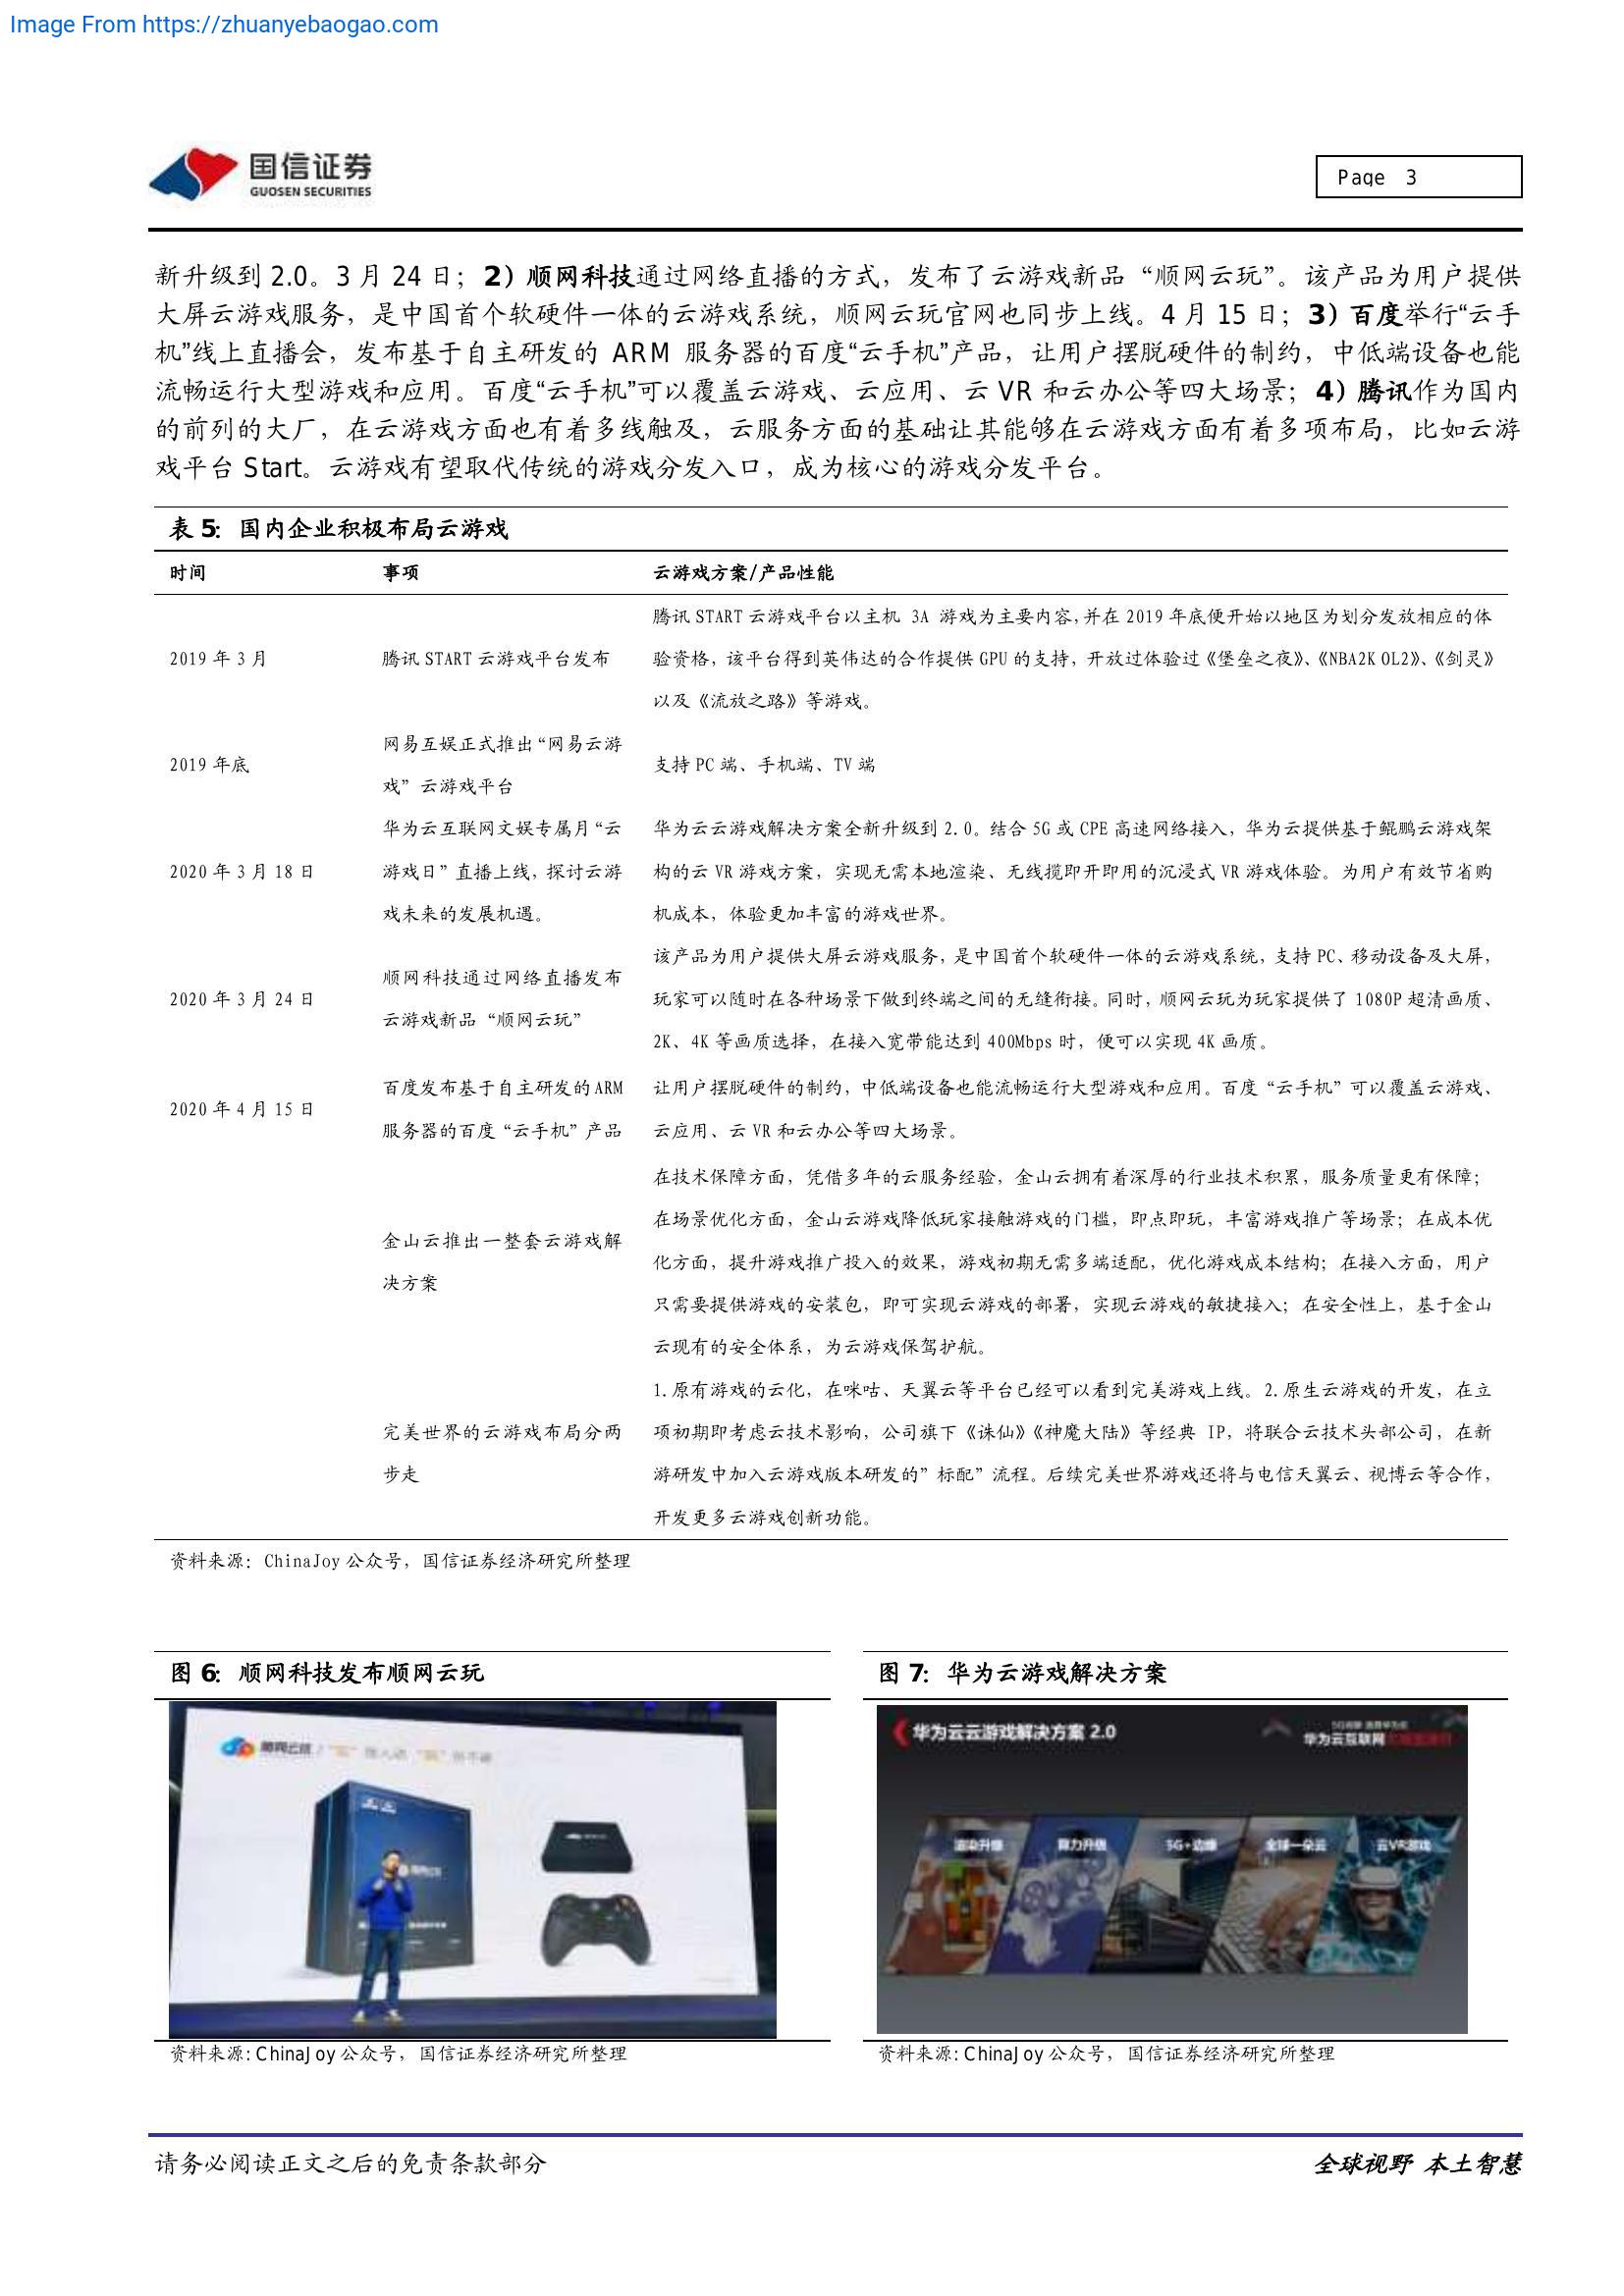 Image From https://zhuanyebaogao.com
国信证券
GUOSEN SECURITIES
Page 3
新升级到 2.0。3 月 24 日；2）顺网科技通过网络直播的方式，发布了云游戏新品“顺网云玩”。该产品为用户提供
大屏云游戏服务，是中国首个软硬件一体的云游戏系统，顺网云玩官网也同步上线。4 月 15 日；3）百度举行“云手
机”线上直播会，发布基于自主研发的 ARM 服务器的百度“云手机”产品，让用户摆脱硬件的制约，中低端设备也能
流畅运行大型游戏和应用。百度“云手机”可以覆盖云游戏、云应用、云 VR 和云办公等四大场景；4）腾讯作为国内
的前列的大厂，在云游戏方面也有着多线触及，云服务方面的基础让其能够在云游戏方面有着多项布局，比如云游
戏平台 Start。云游戏有望取代传统的游戏分发入口，成为核心的游戏分发平台。
表 5：国内企业积极布局云游戏
时间 事项 云游戏方案/产品性能
2019 年 3 月
腾讯 START 云游戏平台发布
腾讯 START 云游戏平台以主机 3A 游戏为主要内容，并在 2019 年底便开始以地区为划分发放相应的体
验资格，该平台得到英伟达的合作提供 GPU 的支持，开放过体验过《堡垒之夜》、《NBA2K OL2》、《剑灵》
以及《流放之路》等游戏。
2019 年底
网易互娱正式推出“网易云游
戏”云游戏平台
支持 PC 端、手机端、TV 端
2020 年 3 月 18 日
华为云互联网文娱专属月“云
游戏日”直播上线，探讨云游
戏未来的发展机遇。
华为云云游戏解决方案全新升级到 2.0。结合 5G 或 CPE 高速网络接入，华为云提供基于鲲鹏云游戏架
构的云 VR 游戏方案，实现无需本地渲染、无线揽即开即用的沉浸式 VR 游戏体验。为用户有效节省购
机成本，体验更加丰富的游戏世界。
2020 年 3 月 24 日
顺网科技通过网络直播发布
云游戏新品“顺网云玩”
该产品为用户提供大屏云游戏服务，是中国首个软硬件一体的云游戏系统，支持 PC、移动设备及大屏，
玩家可以随时在各种场景下做到终端之间的无缝衔接。同时，顺网云玩为玩家提供了 1080P 超清画质、
2K、4K 等画质选择，在接入宽带能达到 400Mbps 时，便可以实现 4K 画质。
2020 年 4 月 15 日
百度发布基于自主研发的 ARM
服务器的百度“云手机”产品
让用户摆脱硬件的制约，中低端设备也能流畅运行大型游戏和应用。百度“云手机”可以覆盖云游戏、
云应用、云 VR 和云办公等四大场景。
金山云推出一整套云游戏解
决方案
在技术保障方面，凭借多年的云服务经验，金山云拥有着深厚的行业技术积累，服务质量更有保障；
在场景优化方面，金山云游戏降低玩家接触游戏的门槛，即点即玩，丰富游戏推广等场景；在成本优
化方面，提升游戏推广投入的效果，游戏初期无需多端适配，优化游戏成本结构；在接入方面，用户
只需要提供游戏的安装包，即可实现云游戏的部署，实现云游戏的敏捷接入；在安全性上，基于金山
云现有的安全体系，为云游戏保驾护航。
完美世界的云游戏布局分两
步走
1.原有游戏的云化，在咪咕、天翼云等平台已经可以看到完美游戏上线。2.原生云游戏的开发，在立
项初期即考虑云技术影响，公司旗下《诛仙》《神魔大陆》等经典 IP，将联合云技术头部公司，在新
游研发中加入云游戏版本研发的”标配”流程。后续完美世界游戏还将与电信天翼云、视博云等合作，
开发更多云游戏创新功能。
资料来源：ChinaJoy 公众号，国信证券经济研究所整理
图 6：顺网科技发布顺网云玩
资料来源：ChinaJoy 公众号，国信证券经济研究所整理
图 7：华为云游戏解决方案
华为云云游戏解决方案 2.0
华为云互联网
渲染升级 算力升级 5G+边缘 全球一朵云 云VR游戏
资料来源：ChinaJoy 公众号，国信证券经济研究所整理
请务必阅读正文之后的免责条款部分
全球视野 本土智慧